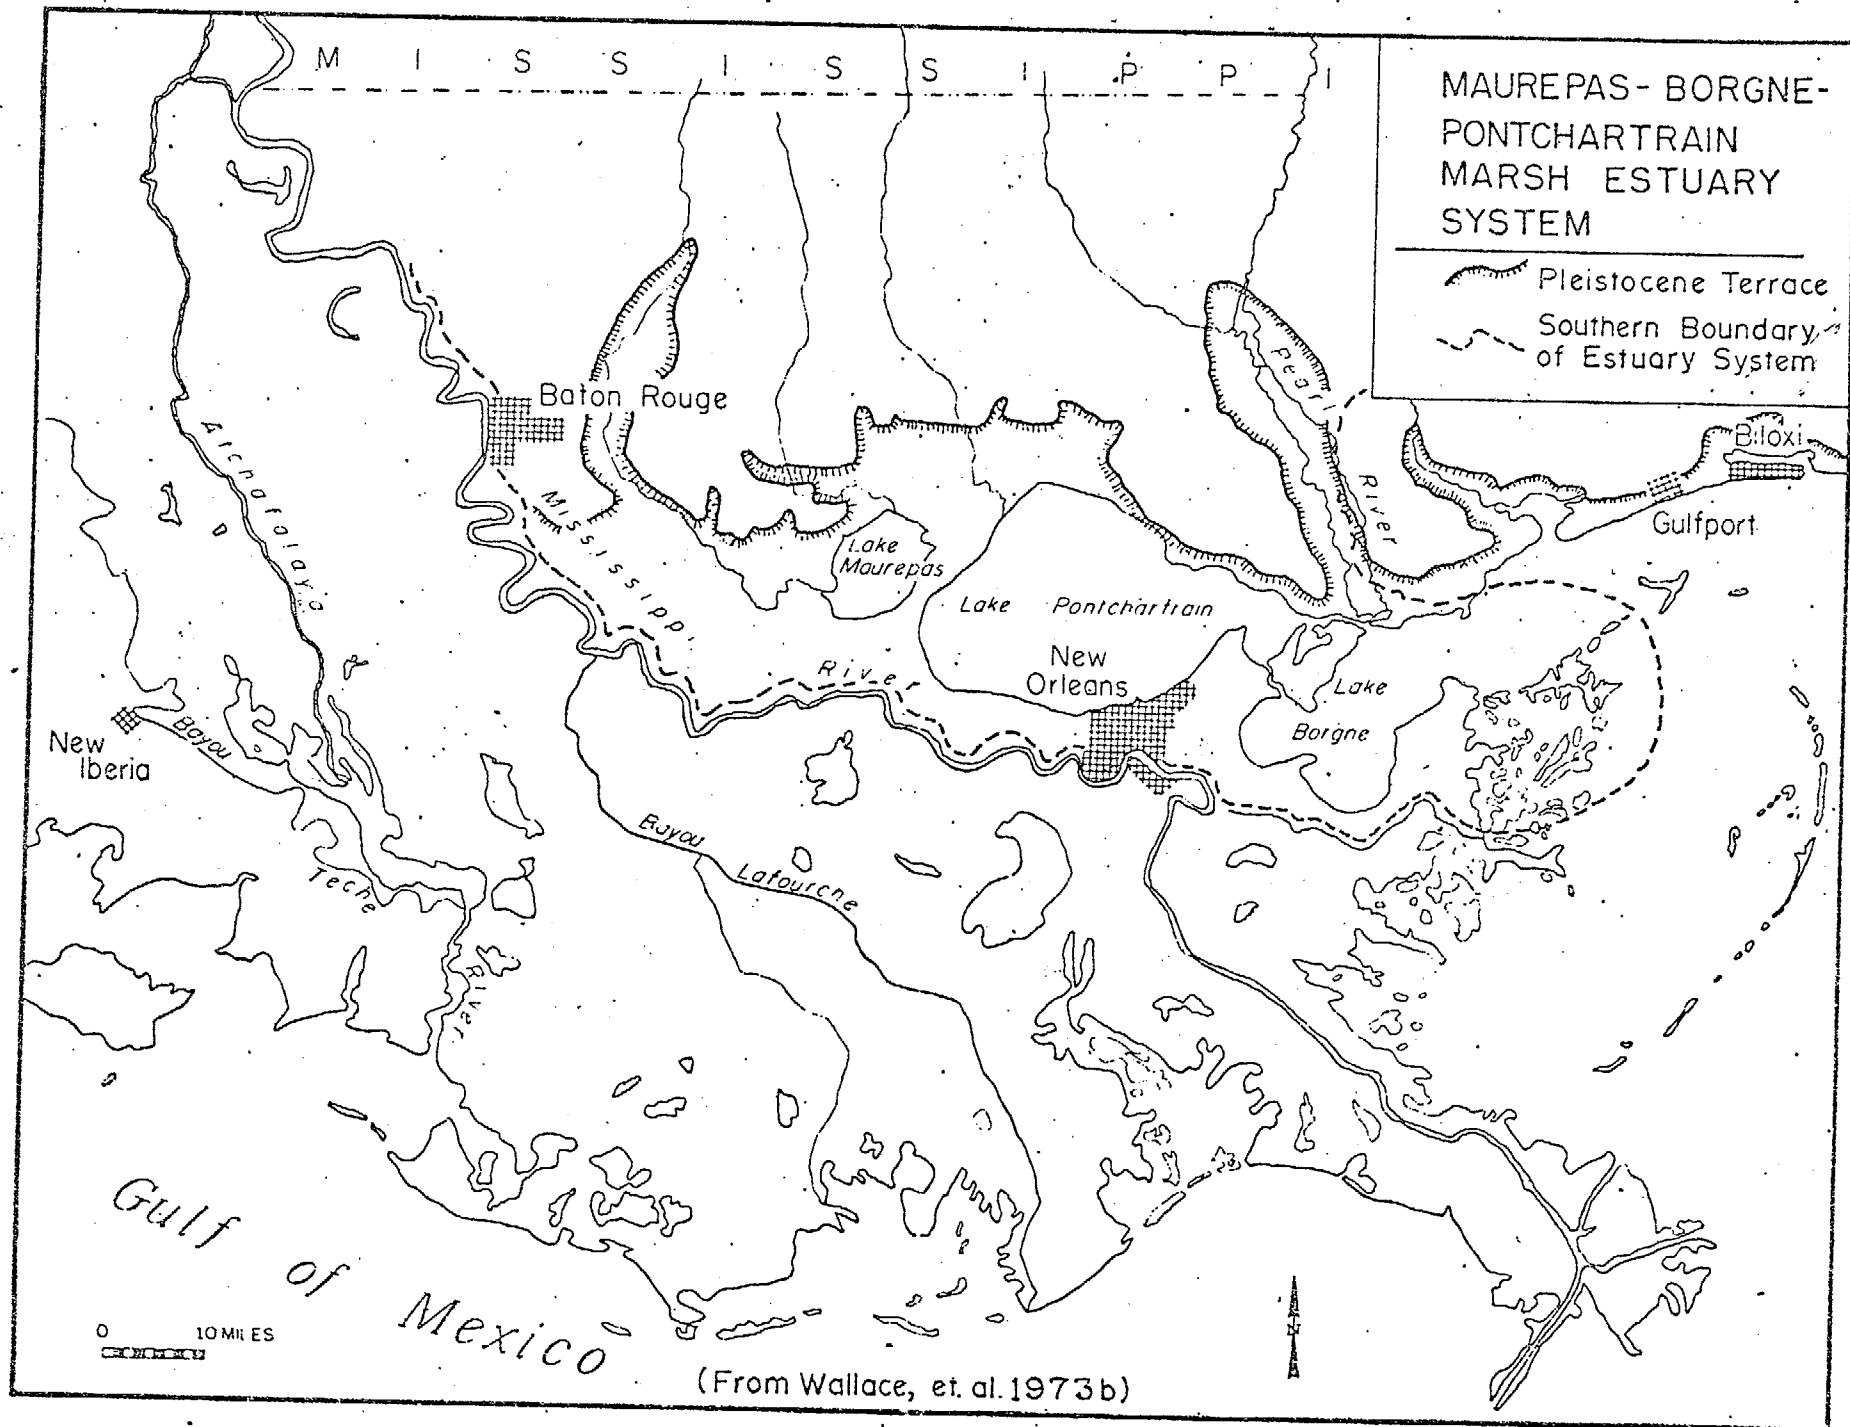 M I S S I S S I P P I
MAUREPAS-BORGNE-
PONTCHARTRAIN
MARSH ESTUARY
SYSTEM
Pleistocene Terrace
Southern Boundary
of Estuary System
Baton Rouge
Pearl
River
Biloxi
Gulfport
Atchafalaya
Mississippi
River
Lake
Maurepas
Lake Pontchartrain
New
Orleans
Lake
Borgne
New
Iberia
Bayou
Teche
River
Bayou
Lafourche
Gulf
of
Mexico
0 10 MILES
N
(From Wallace, et. al. 1973b)